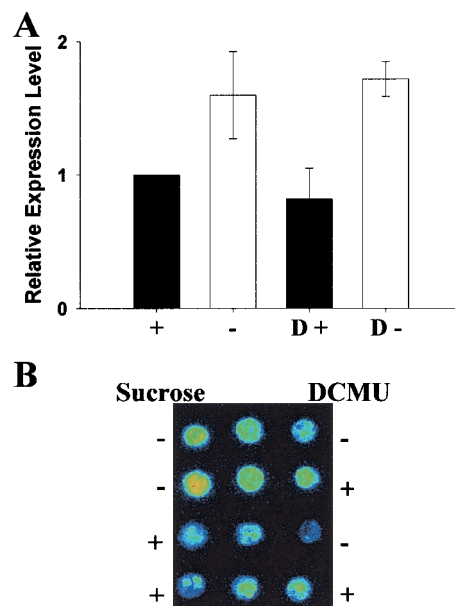 A
Relative Expression Level
2
1
0
+ - D + D -
B
Sucrose DCMU
- -
- +
+ -
+ +